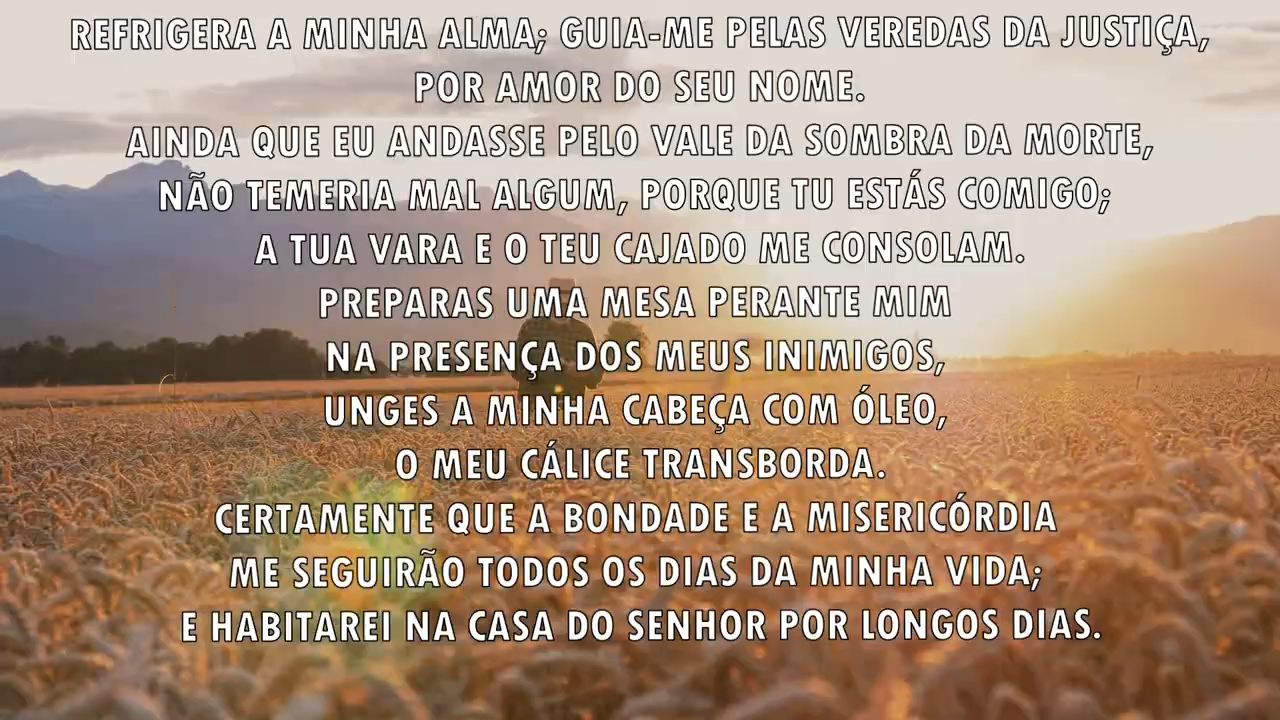 REFRIGERA A MINHA ALMA; GUIA-ME PELAS VEREDAS DA JUSTIÇA,
POR AMOR DO SEU NOME.
AINDA QUE EU ANDASSE PELO VALE DA SOMBRA DA MORTE,
NÃO TEMERIA MAL ALGUM, PORQUE TU ESTÁS COMIGO;
A TUA VARA E O TEU CAJADO ME CONSOLAM.
PREPARAS UMA MESA PERANTE MIM
NA PRESENÇA DOS MEUS INIMIGOS,
UNGES A MINHA CABEÇA COM ÓLEO,
O MEU CÁLICE TRANSBORDA.
CERTAMENTE QUE A BONDADE E A MISERICÓRDIA
ME SEGUIRÃO TODOS OS DIAS DA MINHA VIDA;
E HABITAREI NA CASA DO SENHOR POR LONGOS DIAS.